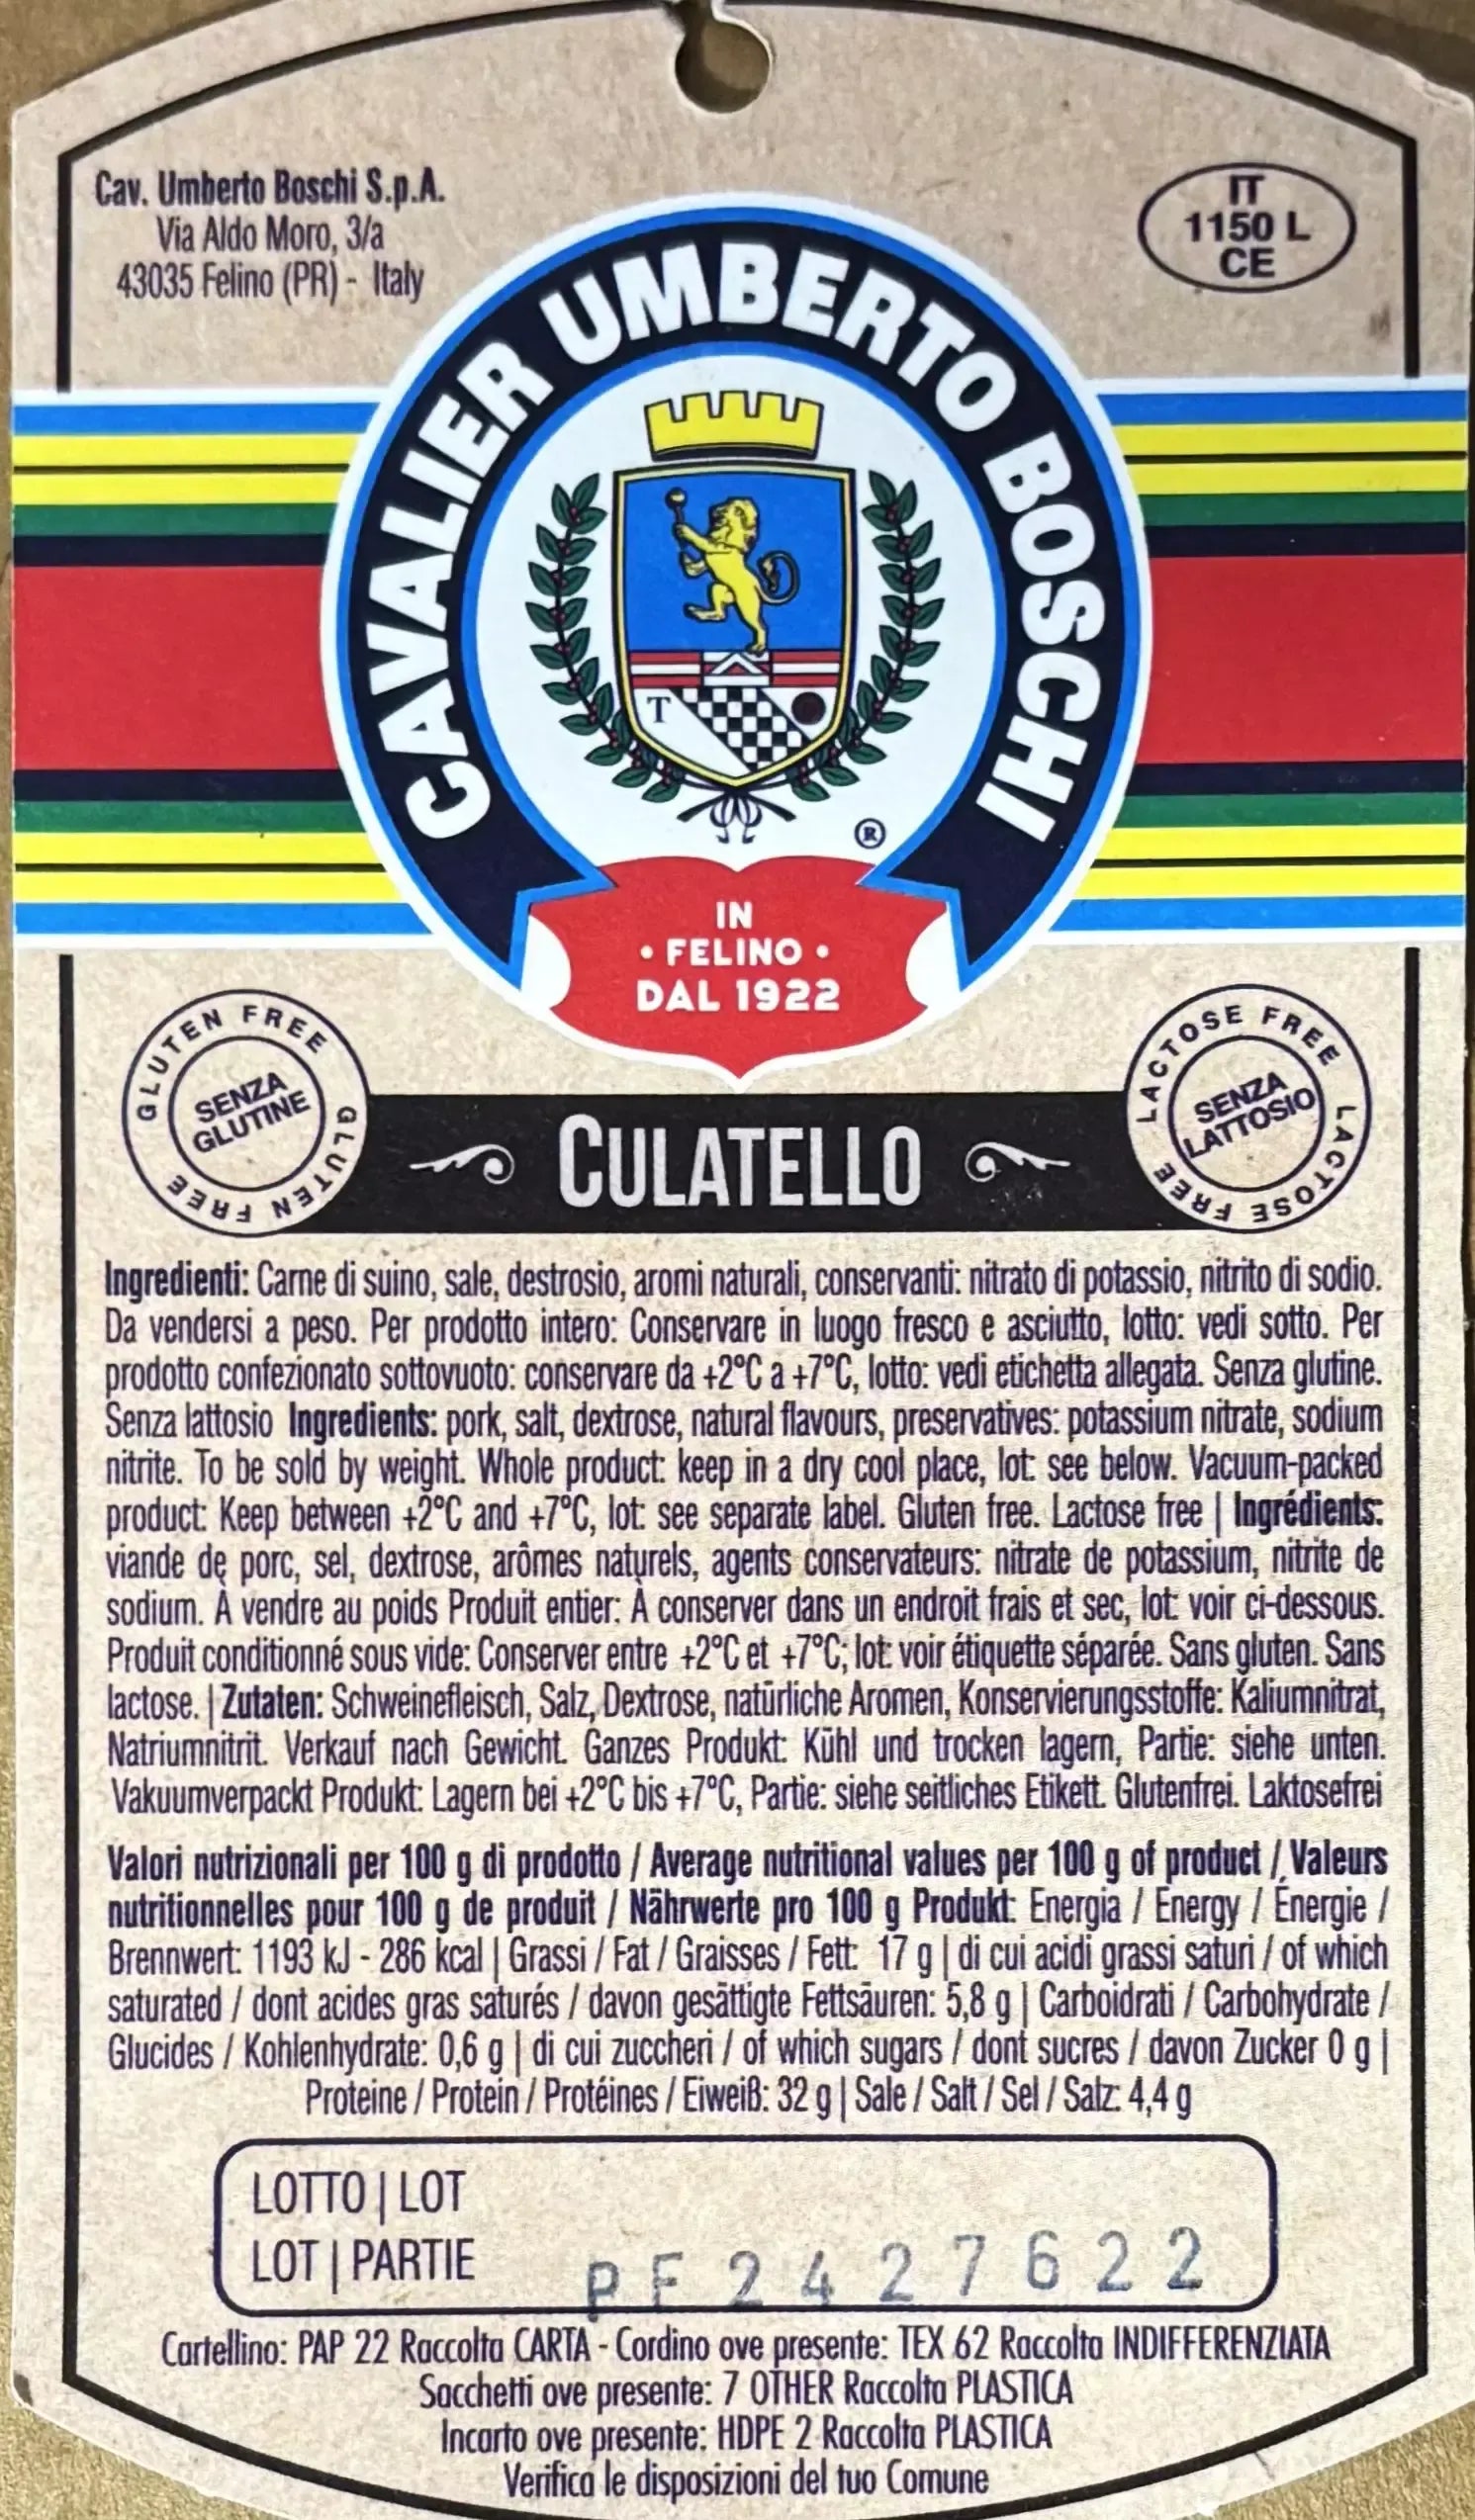 Cav. Umberto Boschi S.p.A.
Via Aldo Moro, 3/a
43035 Felino (PR) - Italy
IT
1150 L
CE
CAVALIER UMBERTO BOSCHI
T
®
IN
• FELINO •
DAL 1922
GLUTEN FREE GLUTEN FREE
SENZA
GLUTINE
LACTOSE FREE LACTOSE FREE
SENZA
LATTOSIO
CULATELLO
Ingredienti: Carne di suino, sale, destrosio, aromi naturali, conservanti: nitrato di potassio, nitrito di sodio.
Da vendersi a peso. Per prodotto intero: Conservare in luogo fresco e asciutto, lotto: vedi sotto. Per
prodotto confezionato sottovuoto: conservare da +2°C a +7°C, lotto: vedi etichetta allegata. Senza glutine.
Senza lattosio Ingredients: pork, salt, dextrose, natural flavours, preservatives: potassium nitrate, sodium
nitrite. To be sold by weight. Whole product: keep in a dry cool place, lot: see below. Vacuum-packed
product: Keep between +2°C and +7°C, lot: see separate label. Gluten free. Lactose free | Ingrédients:
viande de porc, sel, dextrose, arômes naturels, agents conservateurs: nitrate de potassium, nitrite de
sodium. À vendre au poids Produit entier: À conserver dans un endroit frais et sec, lot: voir ci-dessous.
Produit conditionné sous vide: Conserver entre +2°C et +7°C; lot: voir étiquette séparée. Sans gluten. Sans
lactose. | Zutaten: Schweinefleisch, Salz, Dextrose, natürliche Aromen, Konservierungsstoffe: Kaliumnitrat,
Natriumnitrit. Verkauf nach Gewicht. Ganzes Produkt: Kühl und trocken lagern, Partie: siehe unten.
Vakuumverpackt Produkt: Lagern bei +2°C bis +7°C, Partie: siehe seitliches Etikett. Glutenfrei. Laktosefrei
Valori nutrizionali per 100 g di prodotto / Average nutritional values per 100 g of product / Valeurs
nutritionnelles pour 100 g de produit / Nährwerte pro 100 g Produkt: Energia / Energy / Énergie /
Brennwert: 1193 kJ - 286 kcal | Grassi / Fat / Graisses / Fett: 17 g | di cui acidi grassi saturi / of which
saturated / dont acides gras saturés / davon gesättigte Fettsäuren: 5,8 g | Carboidrati / Carbohydrate /
Glucides / Kohlenhydrate: 0,6 g | di cui zuccheri / of which sugars / dont sucres / davon Zucker 0 g |
Proteine / Protein / Protéines / Eiweiß: 32 g | Sale / Salt / Sel / Salz: 4,4 g
LOTTO | LOT
LOT | PARTIE
PF2427622
Cartellino: PAP 22 Raccolta CARTA - Cordino ove presente: TEX 62 Raccolta INDIFFERENZIATA
Sacchetti ove presente: 7 OTHER Raccolta PLASTICA
Incarto ove presente: HDPE 2 Raccolta PLASTICA
Verifica le disposizioni del tuo Comune